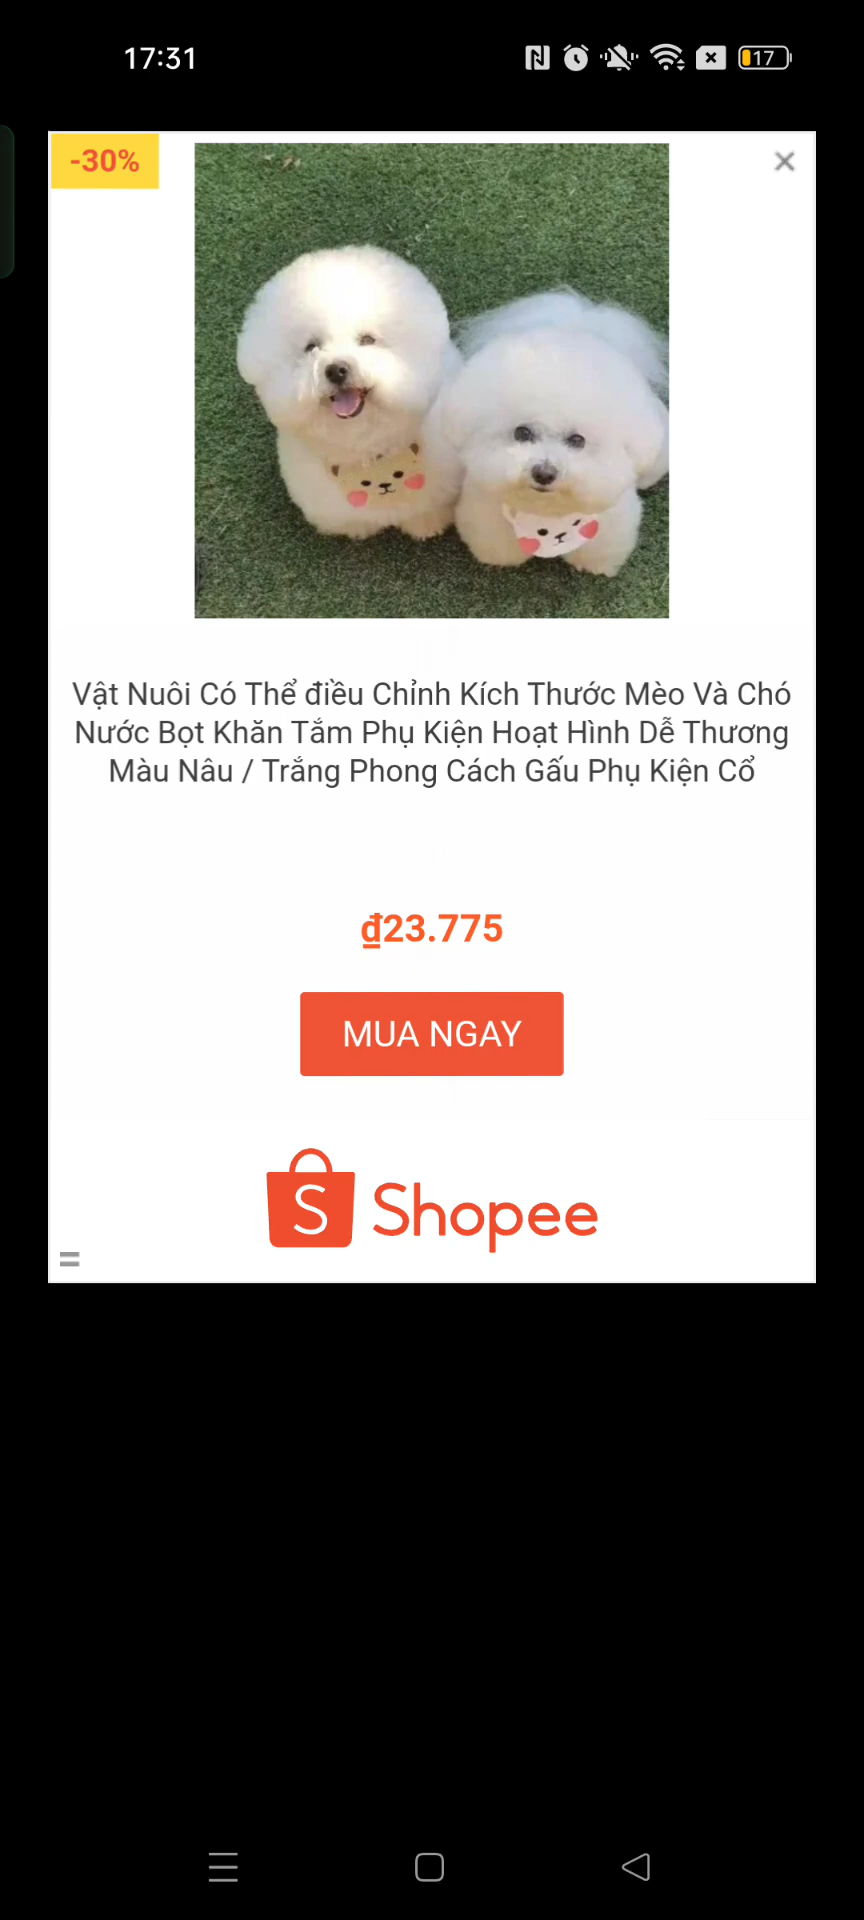 17:31
17
-30%
Vật Nuôi Có Thể điều Chỉnh Kích Thước Mèo Và Chó
Nước Bọt Khăn Tắm Phụ Kiện Hoạt Hình Dễ Thương
Màu Nâu / Trắng Phong Cách Gấu Phụ Kiện Cổ
₫23.775
MUA NGAY
S Shopee